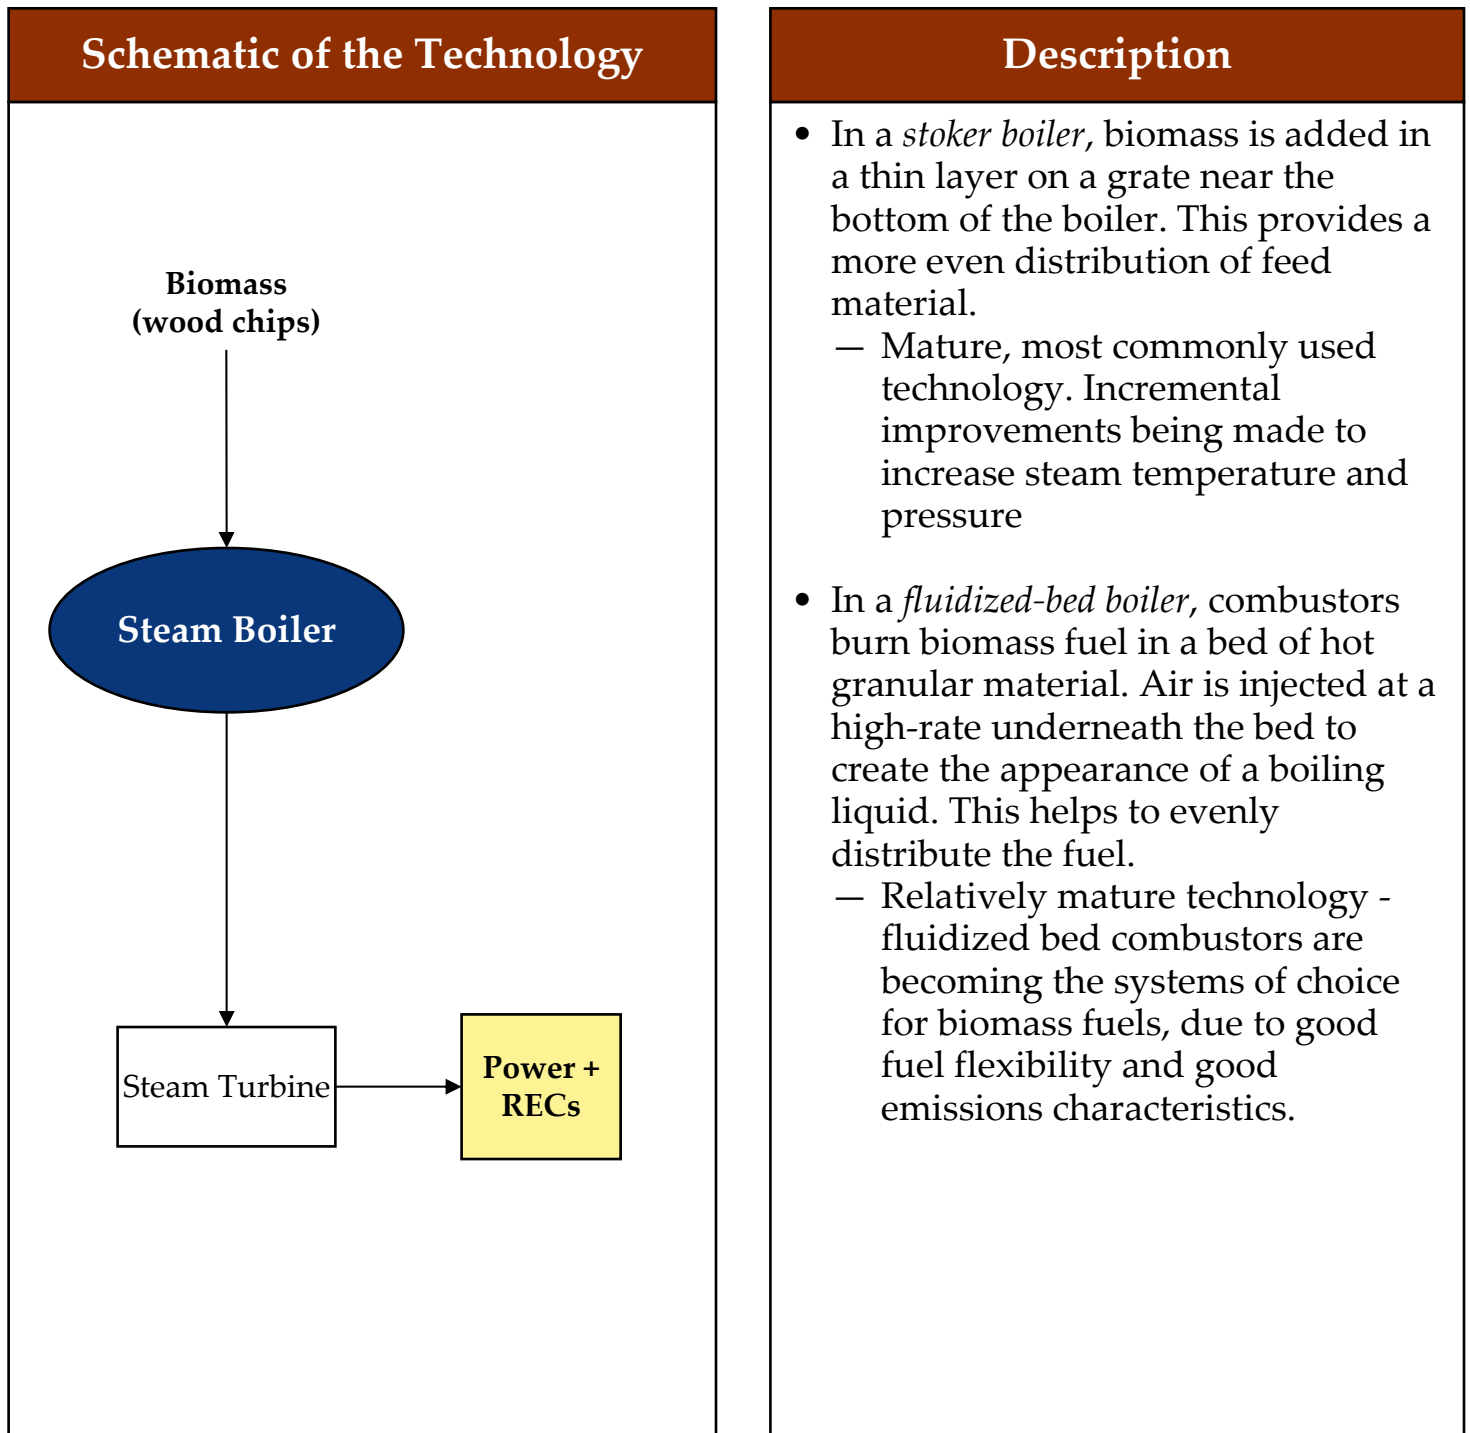 Schematic of the Technology
Biomass
(wood chips)
Steam Boiler
Steam Turbine
Power +
RECs
Description
• In a stoker boiler, biomass is added in
a thin layer on a grate near the
bottom of the boiler. This provides a
more even distribution of feed
material.
— Mature, most commonly used
technology. Incremental
improvements being made to
increase steam temperature and
pressure
• In a fluidized-bed boiler, combustors
burn biomass fuel in a bed of hot
granular material. Air is injected at a
high-rate underneath the bed to
create the appearance of a boiling
liquid. This helps to evenly
distribute the fuel.
— Relatively mature technology -
fluidized bed combustors are
becoming the systems of choice
for biomass fuels, due to good
fuel flexibility and good
emissions characteristics.